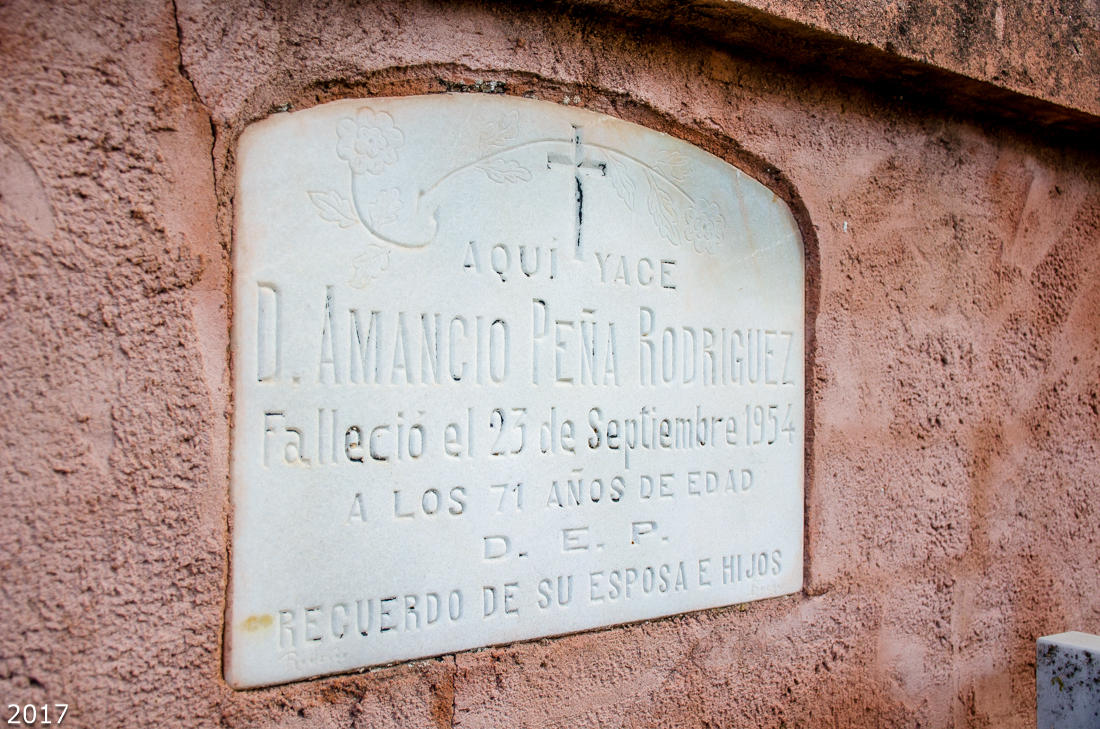 AQUÍ YACE
D. AMANCIO PEÑA RODRIGUEZ
Falleció el 23 de Septiembre 1954
A LOS 71 AÑOS DE EDAD
D. E. P.
RECUERDO DE SU ESPOSA E HIJOS
2017